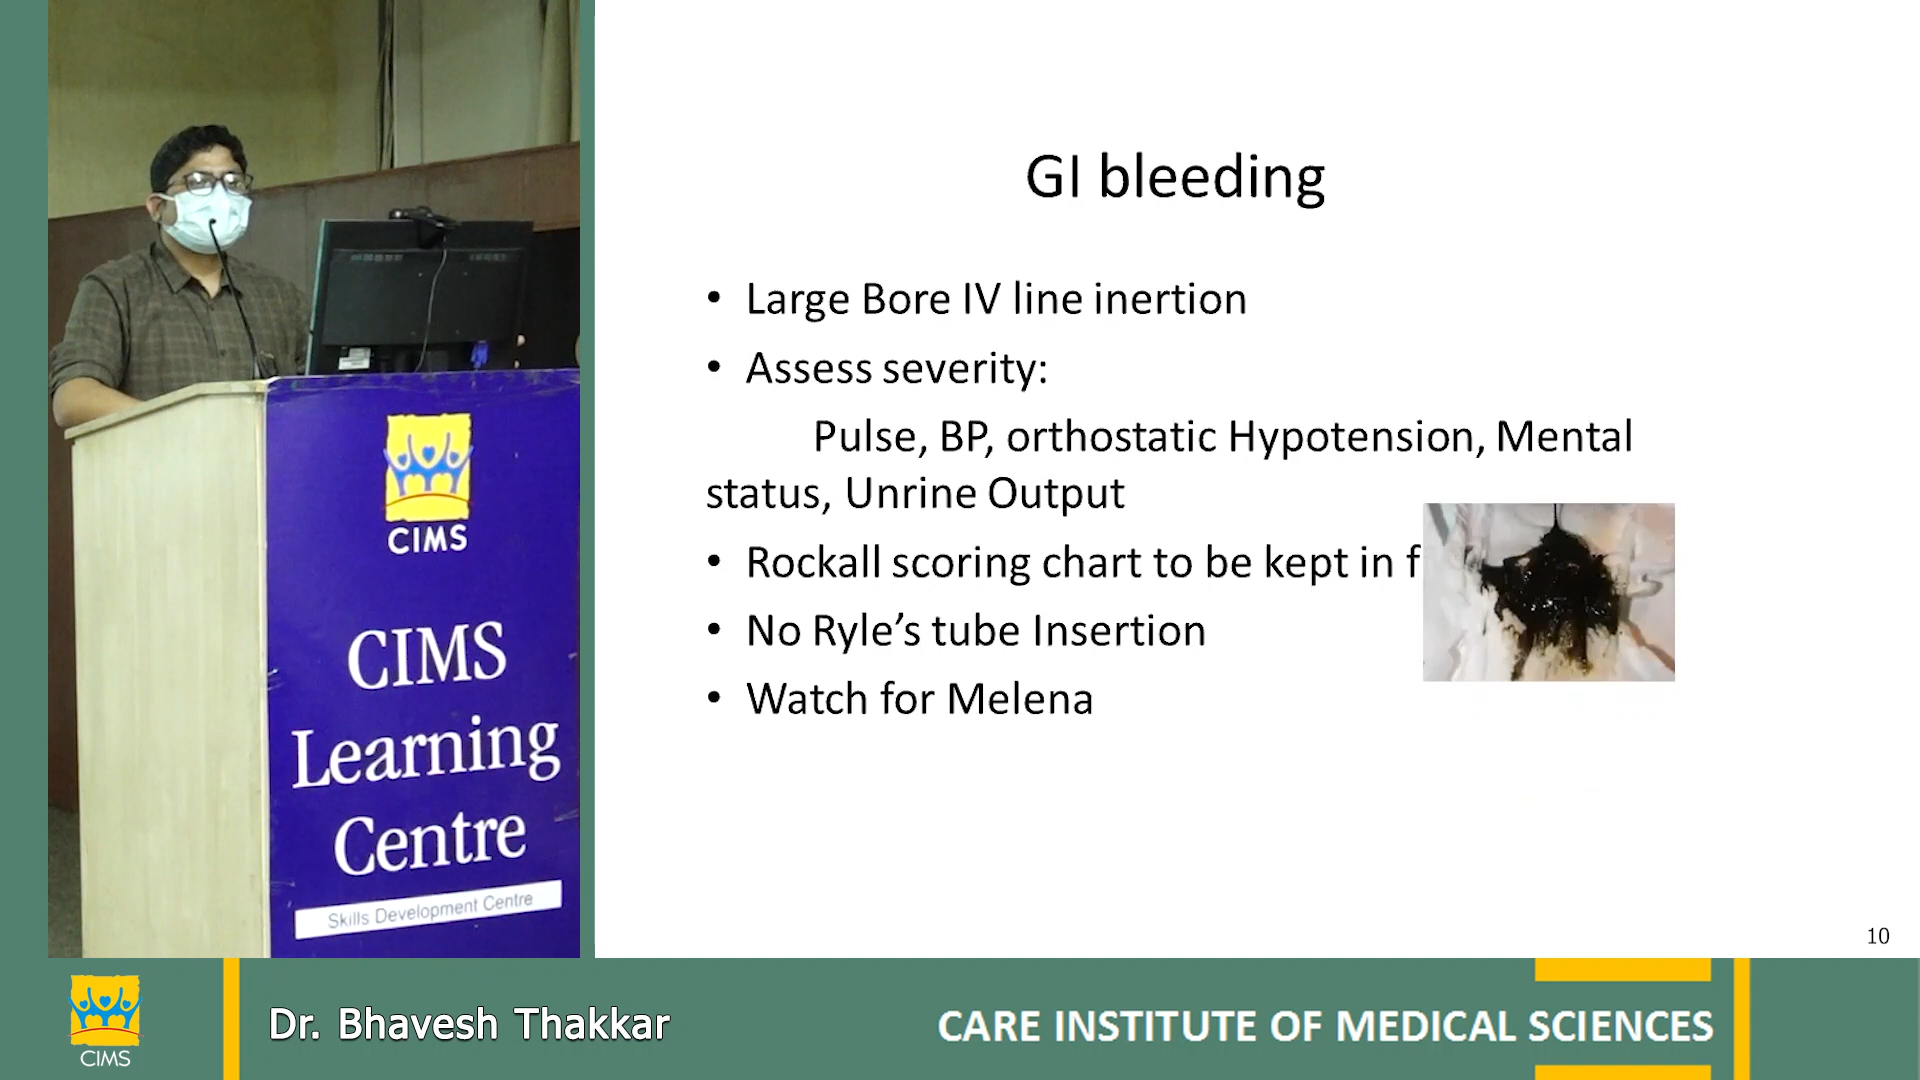 GI bleeding
• Large Bore IV line inertion
• Assess severity:
Pulse, BP, orthostatic Hypotension, Mental
status, Unrine Output
• Rockall scoring chart to be kept in f
• No Ryle’s tube Insertion
• Watch for Melena
10
CIMS
CIMS
Learning
Centre
Skills Development Centre
CIMS
Dr. Bhavesh Thakkar
CARE INSTITUTE OF MEDICAL SCIENCES